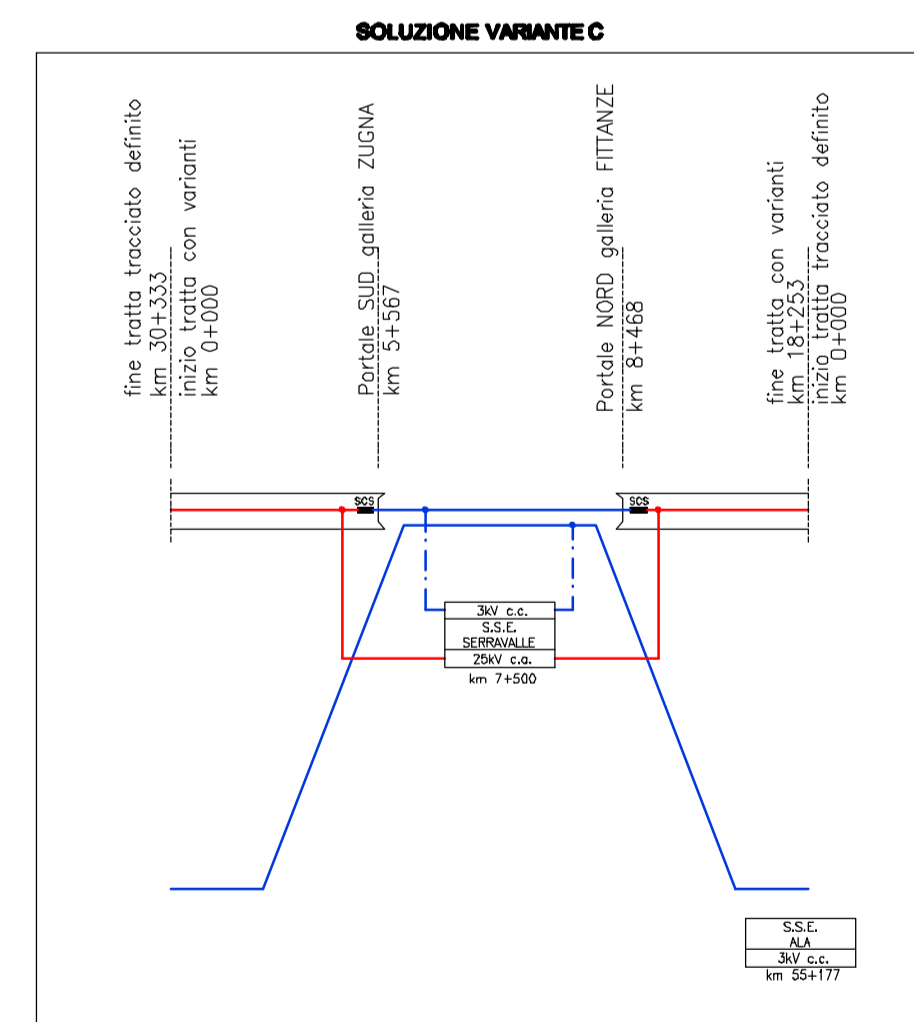 SOLUZIONE VARIANTE C
fine tratta tracciato definito
km 30+333
inizio tratta con varianti
km 0+000
Portale SUD galleria ZUGNA
km 5+567
Portale NORD galleria FITTANZE
km 8+468
fine tratta con varianti
km 18+253
inizio tratta tracciato definito
km 0+000
SCS
SCS
3kV c.c.
S.S.E.
SERRAVALLE
25kV c.a.
km 7+500
S.S.E.
ALA
3kV c.c.
km 55+177